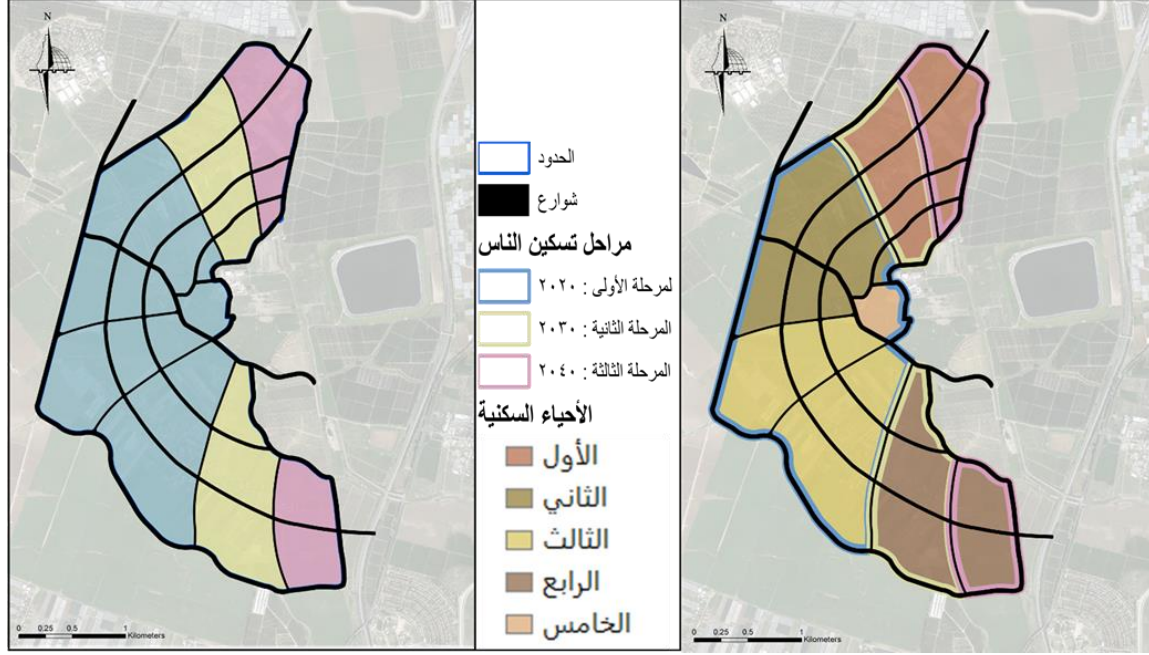 N
N
الحدود
شوارع
مراحل تسكين الناس
لمرحلة الأولى : ٢٠٢٠
المرحلة الثانية : ٢٠٣٠
المرحلة الثالثة : ٢٠٤٠
الأحياء السكنية
الأول
الثاني
الثالث
الرابع
الخامس
0 0.25 0.5 1
Kilometers
0 0.25 0.5 1
Kilometers